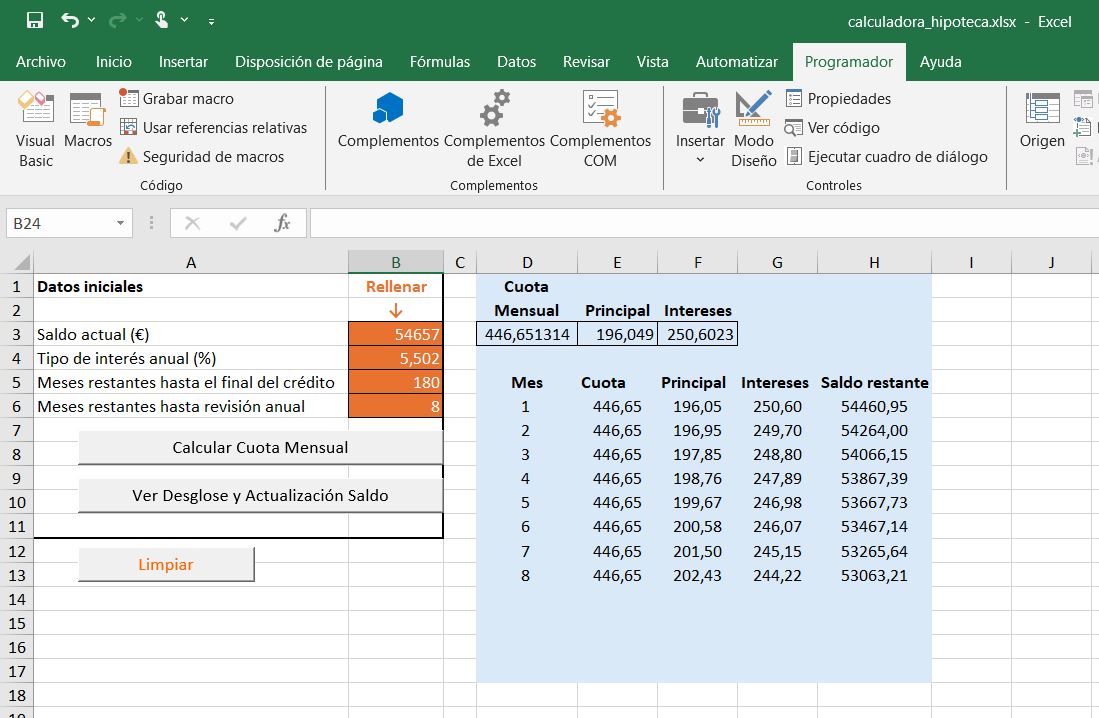 calculadora_hipoteca.xlsx - Excel
Archivo Inicio Insertar Disposición de página Fórmulas Datos Revisar Vista Automatizar Programador Ayuda
Visual Basic
Macros
Grabar macro
Usar referencias relativas
Seguridad de macros
Código
Complementos
Complementos de Excel
Complementos COM
Complementos
Insertar
Modo Diseño
Propiedades
Ver código
Ejecutar cuadro de diálogo
Controles
Origen
B24 fx
A B C D E F G H I J
1 Datos iniciales Rellenar Cuota
2 ↓ Mensual Principal Intereses
3 Saldo actual (€) 54657 446,651314 196,049 250,6023
4 Tipo de interés anual (%) 5,502
5 Meses restantes hasta el final del crédito 180 Mes Cuota Principal Intereses Saldo restante
6 Meses restantes hasta revisión anual 8 1 446,65 196,05 250,60 54460,95
7 2 446,65 196,95 249,70 54264,00
8 Calcular Cuota Mensual 3 446,65 197,85 248,80 54066,15
9 4 446,65 198,76 247,89 53867,39
10 Ver Desglose y Actualización Saldo 5 446,65 199,67 246,98 53667,73
11 6 446,65 200,58 246,07 53467,14
12 Limpiar 7 446,65 201,50 245,15 53265,64
13 8 446,65 202,43 244,22 53063,21
14
15
16
17
18